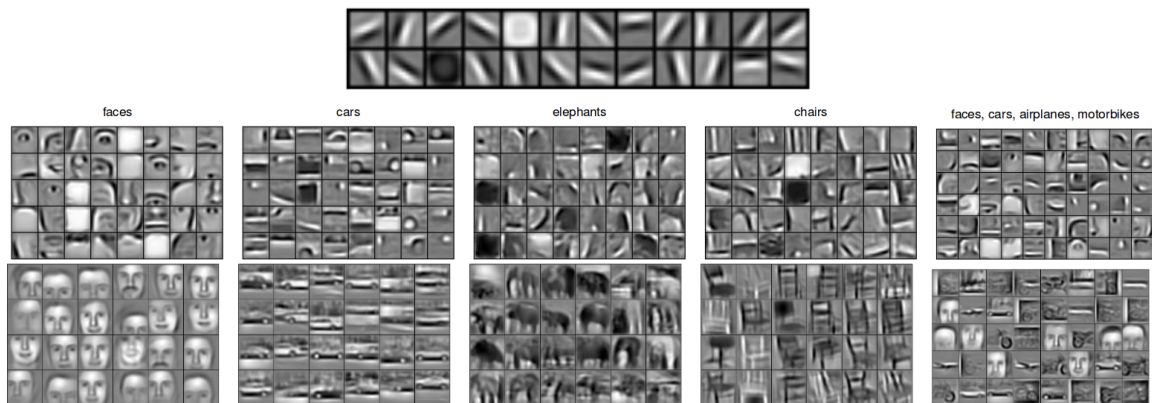 faces
cars
elephants
chairs
faces, cars, airplanes, motorbikes